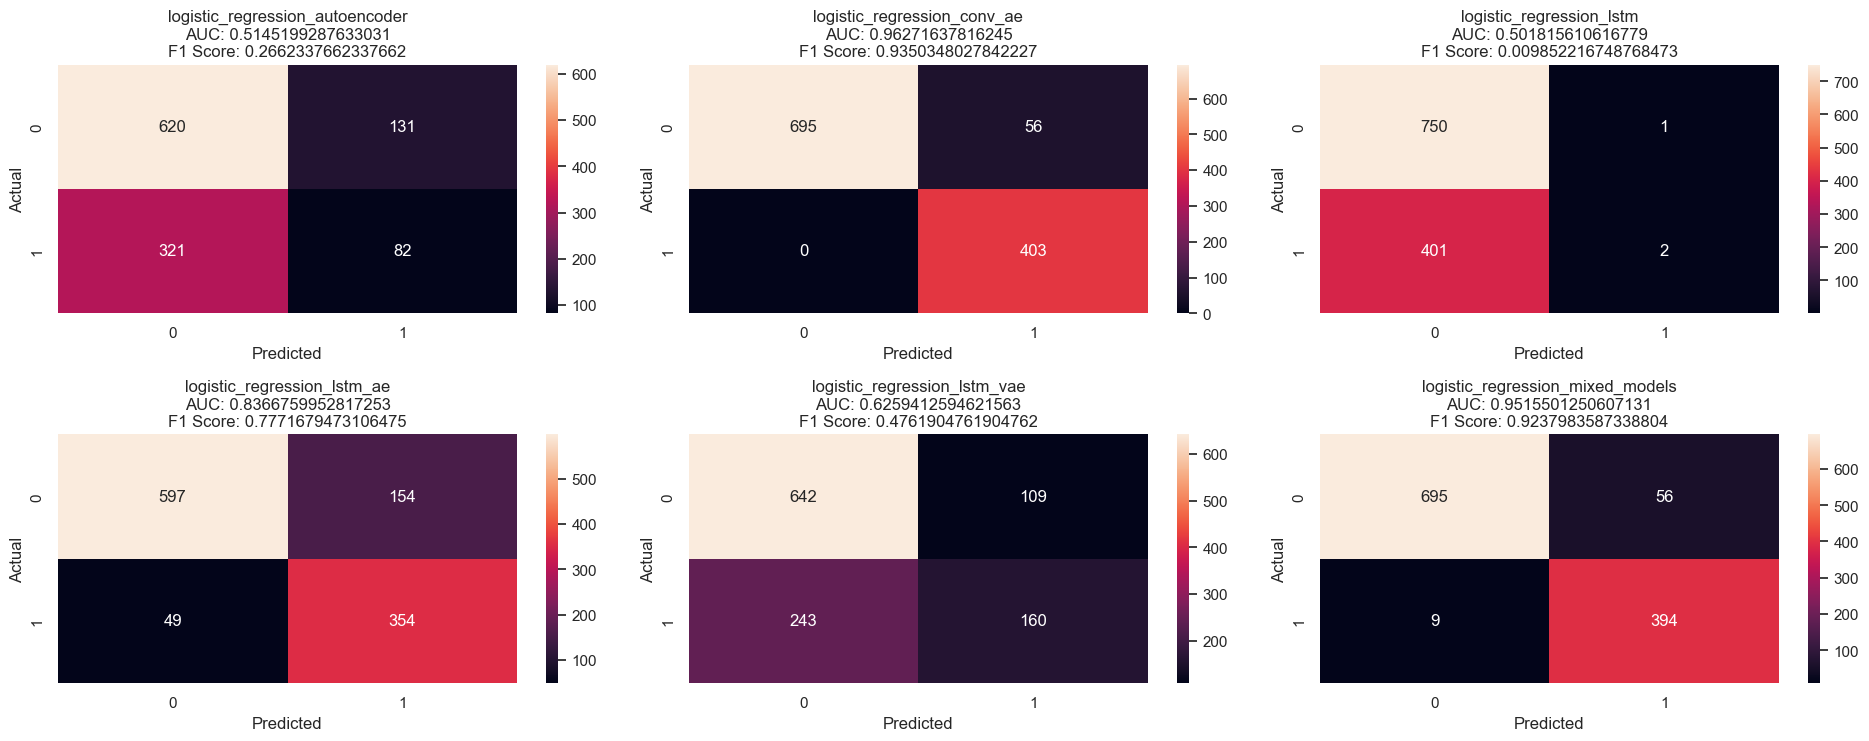 logistic_regression_autoencoder
AUC: 0.5145199287633031
F1 Score: 0.2662337662337662
620
131
321
82
0
1
Actual
0
1
Predicted
600
500
400
300
200
100
logistic_regression_conv_ae
AUC: 0.96271637816245
F1 Score: 0.9350348027842227
695
56
0
403
0
1
Actual
0
1
Predicted
600
500
400
300
200
100
0
logistic_regression_lstm
AUC: 0.501815610616779
F1 Score: 0.009852216748768473
750
1
401
2
0
1
Actual
0
1
Predicted
700
600
500
400
300
200
100
logistic_regression_lstm_ae
AUC: 0.8366759952817253
F1 Score: 0.7771679473106475
597
154
49
354
0
1
Actual
0
1
Predicted
500
400
300
200
100
logistic_regression_lstm_vae
AUC: 0.6259412594621563
F1 Score: 0.4761904761904762
642
109
243
160
0
1
Actual
0
1
Predicted
600
500
400
300
200
logistic_regression_mixed_models
AUC: 0.9515501250607131
F1 Score: 0.9237983587338804
695
56
9
394
0
1
Actual
0
1
Predicted
600
500
400
300
200
100